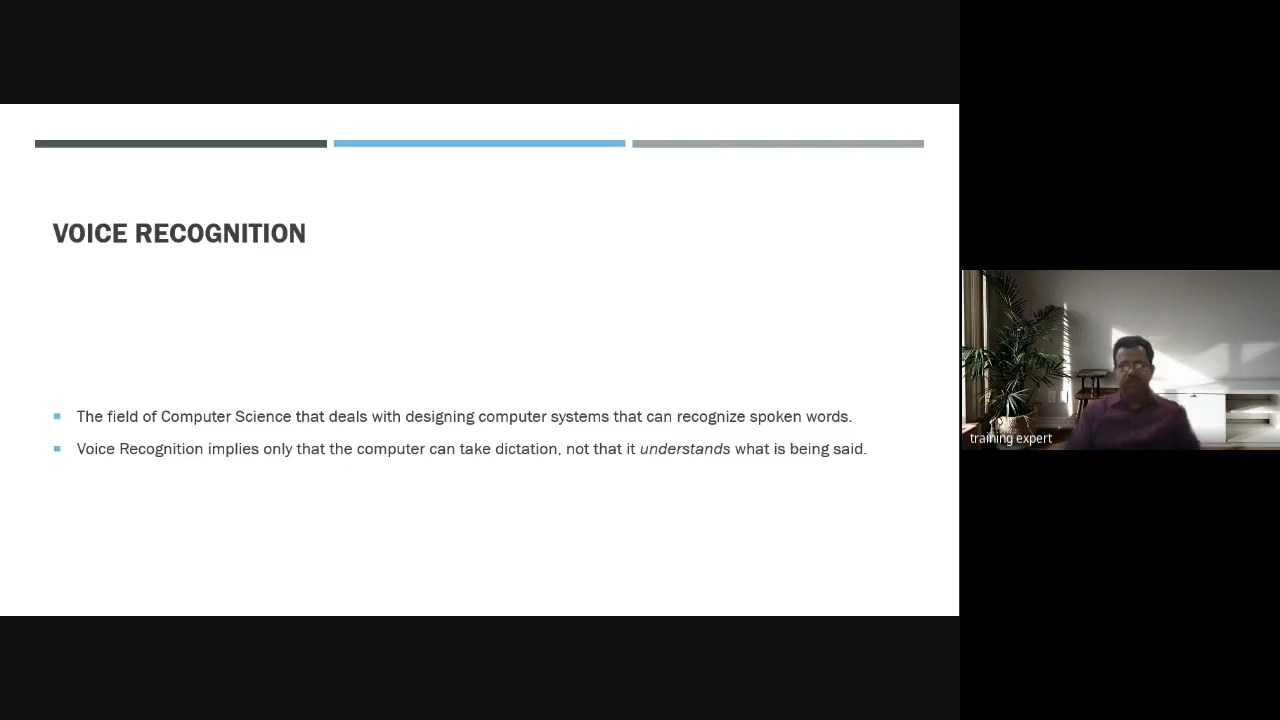 VOICE RECOGNITION
The field of Computer Science that deals with designing computer systems that can recognize spoken words.
Voice Recognition implies only that the computer can take dictation, not that it understands what is being said.
training expert